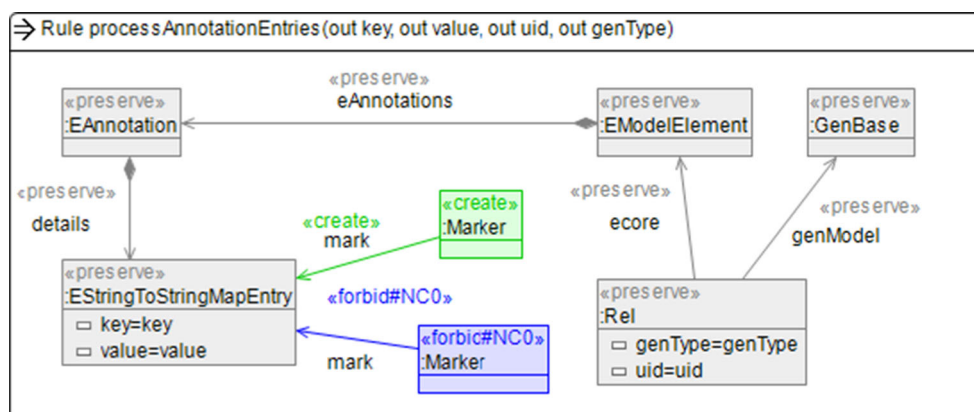 Rule processAnnotationEntries(out key, out value, out uid, out genType)
«preserve»
eAnnotations
«preserve»
:EAnnotation
«preserve»
:EModelElement
«preserve»
:GenBase
«preserve»
details
«create»
mark
«create»
:Marker
ecore
«preserve»
genModel
«preserve»
:EStringToStringMapEntry
key=key
value=value
«forbid#NC0»
mark
«forbid#NC0»
:Marker
«preserve»
:Rel
genType=genType
uid=uid